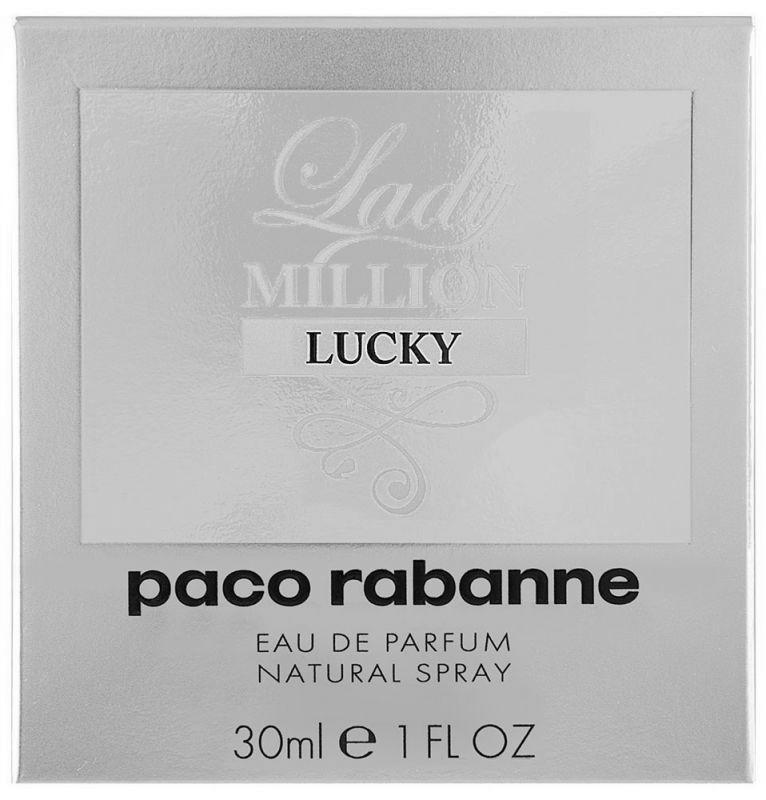 Lady
MILLION
LUCKY
paco rabanne
EAU DE PARFUM
NATURAL SPRAY
30ml ℮ 1 FL OZ